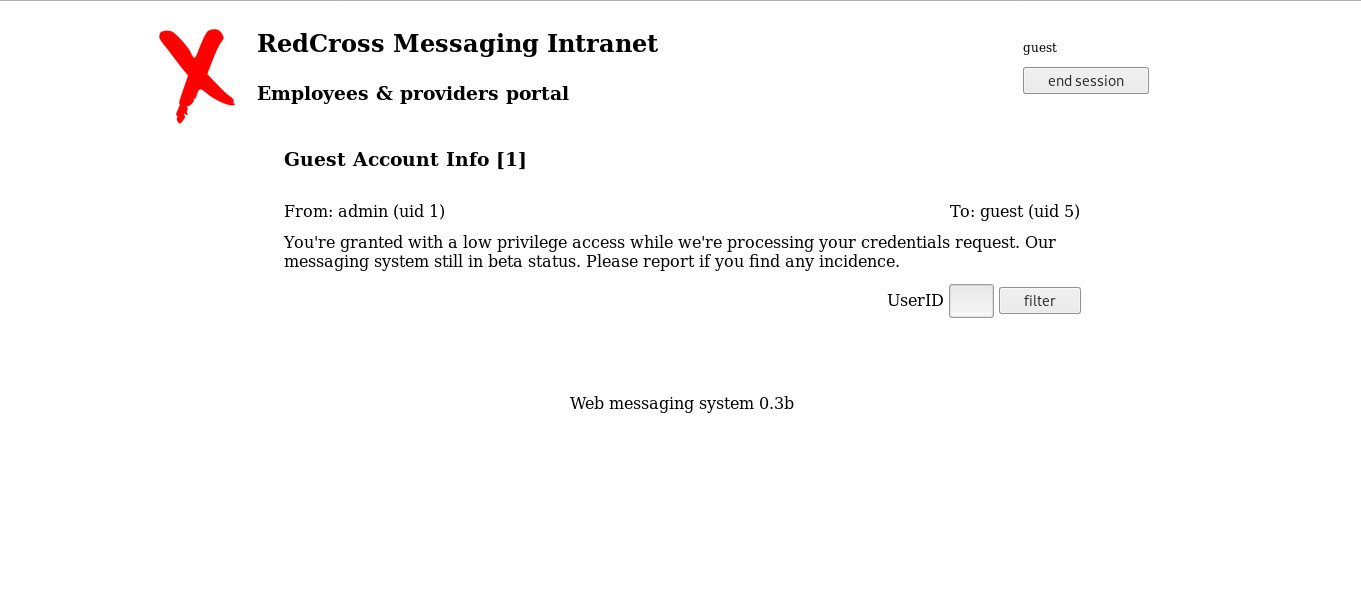 RedCross Messaging Intranet
guest
end session
Employees & providers portal
Guest Account Info [1]
From: admin (uid 1) To: guest (uid 5)
You're granted with a low privilege access while we're processing your credentials request. Our
messaging system still in beta status. Please report if you find any incidence.
UserID filter
Web messaging system 0.3b